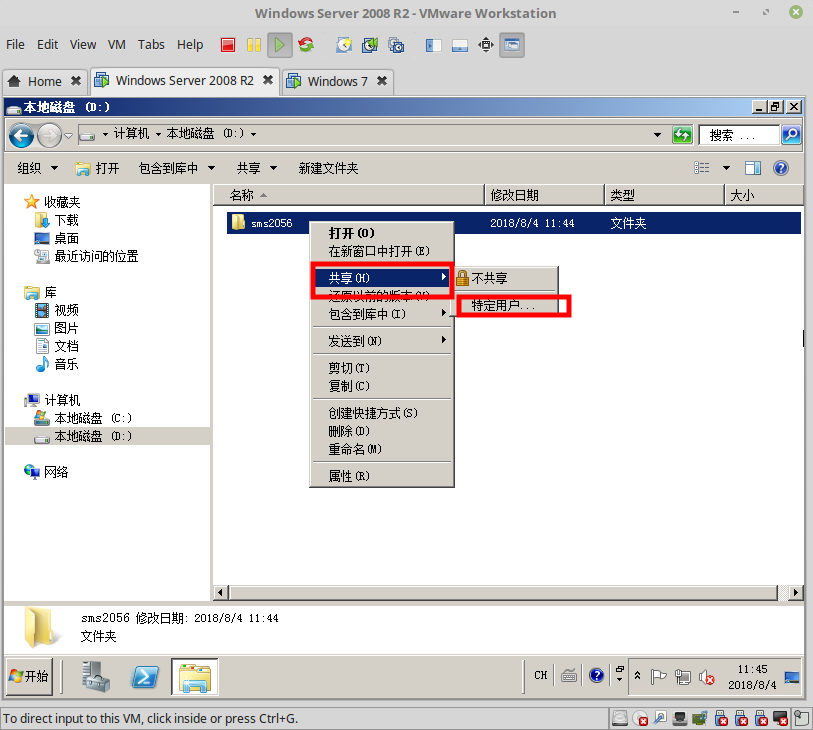 Windows Server 2008 R2 - VMware Workstation
File Edit View VM Tabs Help
Home Windows Server 2008 R2 Windows 7
本地磁盘 (D:)
计算机 本地磁盘 (D:) 搜索 ...
组织 打开 包含到库中 共享 新建文件夹
收藏夹
下载
桌面
最近访问的位置
库
视频
图片
文档
音乐
计算机
本地磁盘 (C:)
本地磁盘 (D:)
网络
名称 修改日期 类型 大小
sms2056 2018/8/4 11:44 文件夹
打开(O)
在新窗口中打开(E)
共享(H)
还原以前的版本(V)
包含到库中(I)
发送到(N)
剪切(T)
复制(C)
创建快捷方式(S)
删除(D)
重命名(M)
属性(R)
不共享
特定用户...
sms2056 修改日期: 2018/8/4 11:44
文件夹
开始 CH 11:45
2018/8/4
To direct input to this VM, click inside or press Ctrl+G.